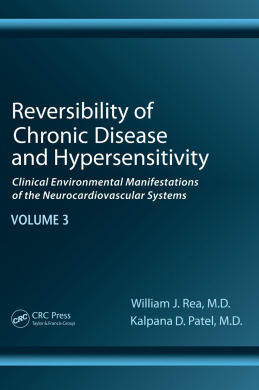 Reversibility of
Chronic Disease
and Hypersensitivity
Clinical Environmental Manifestations
of the Neurocardiovascular Systems
VOLUME 3
William J. Rea, M.D.
Kalpana D. Patel, M.D.
CRC
CRC Press
Taylor & Francis Group